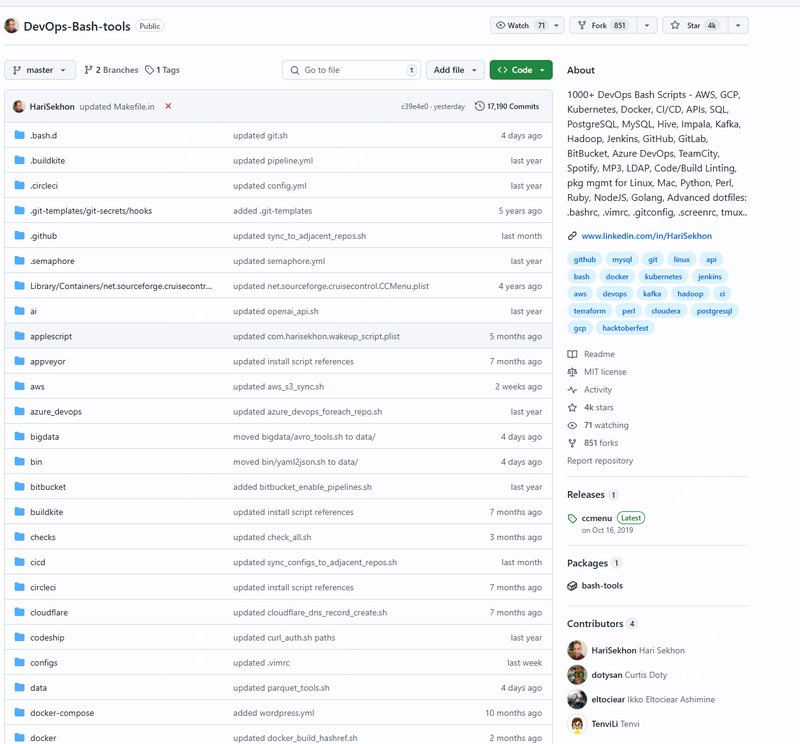 DevOps-Bash-tools Public
Watch 71 Fork 851 Star 4k
master 2 Branches 1 Tags Go to file t Add file Code
HariSekhon updated Makefile.in c39e4e0 · yesterday 17,190 Commits
.bash.d updated git.sh 4 days ago
.buildkite updated pipeline.yml last year
.circleci updated config.yml last year
.git-templates/git-secrets/hooks added .git-templates 5 years ago
.github updated sync_to_adjacent_repos.sh last month
.semaphore updated semaphore.yml last year
Library/Containers/net.sourceforge.cruisecontr... updated net.sourceforge.cruisecontrol.CCMenu.plist 4 years ago
ai updated openai_api.sh last year
applescript updated com.harisekhon.wakeup_script.plist 5 months ago
appveyor updated install script references 7 months ago
aws updated aws_s3_sync.sh 2 weeks ago
azure_devops updated azure_devops_foreach_repo.sh last year
bigdata moved bigdata/avro_tools.sh to data/ 4 days ago
bin moved bin/yaml2json.sh to data/ 4 days ago
bitbucket added bitbucket_enable_pipelines.sh last year
buildkite updated install script references 7 months ago
checks updated check_all.sh 3 months ago
cicd updated sync_configs_to_adjacent_repos.sh last month
circleci updated install script references 7 months ago
cloudflare updated cloudflare_dns_record_create.sh 7 months ago
codeship updated curl_auth.sh paths last year
configs updated .vimrc last week
data updated parquet_tools.sh 4 days ago
docker-compose added wordpress.yml 10 months ago
docker updated docker_build_hashref.sh 2 months ago
About
1000+ DevOps Bash Scripts - AWS, GCP,
Kubernetes, Docker, CI/CD, APIs, SQL,
PostgreSQL, MySQL, Hive, Impala, Kafka,
Hadoop, Jenkins, GitHub, GitLab,
BitBucket, Azure DevOps, TeamCity,
Spotify, MP3, LDAP, Code/Build Linting,
pkg mgmt for Linux, Mac, Python, Perl,
Ruby, NodeJS, Golang, Advanced dotfiles:
.bashrc, .vimrc, .gitconfig, .screenrc, tmux..
www.linkedin.com/in/HariSekhon
github mysql git linux api
bash docker kubernetes jenkins
aws devops kafka hadoop ci
terraform perl cloudera postgresql
gcp hacktoberfest
Readme
MIT license
Activity
4k stars
71 watching
851 forks
Report repository
Releases 1
ccmenu Latest
on Oct 16, 2019
Packages 1
bash-tools
Contributors 4
HariSekhon Hari Sekhon
dotysan Curtis Doty
eltociear Ikko Eltociear Ashimine
TenviLi Tenvi